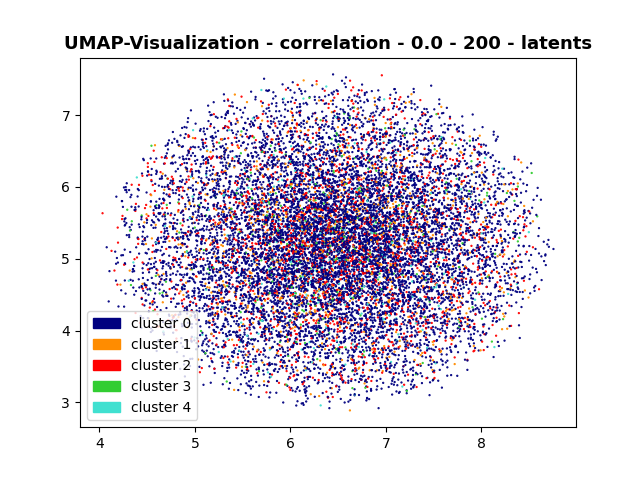 UMAP-Visualization - correlation - 0.0 - 200 - latents
7
6
5
4
3
cluster 0
cluster 1
cluster 2
cluster 3
cluster 4
4 5 6 7 8